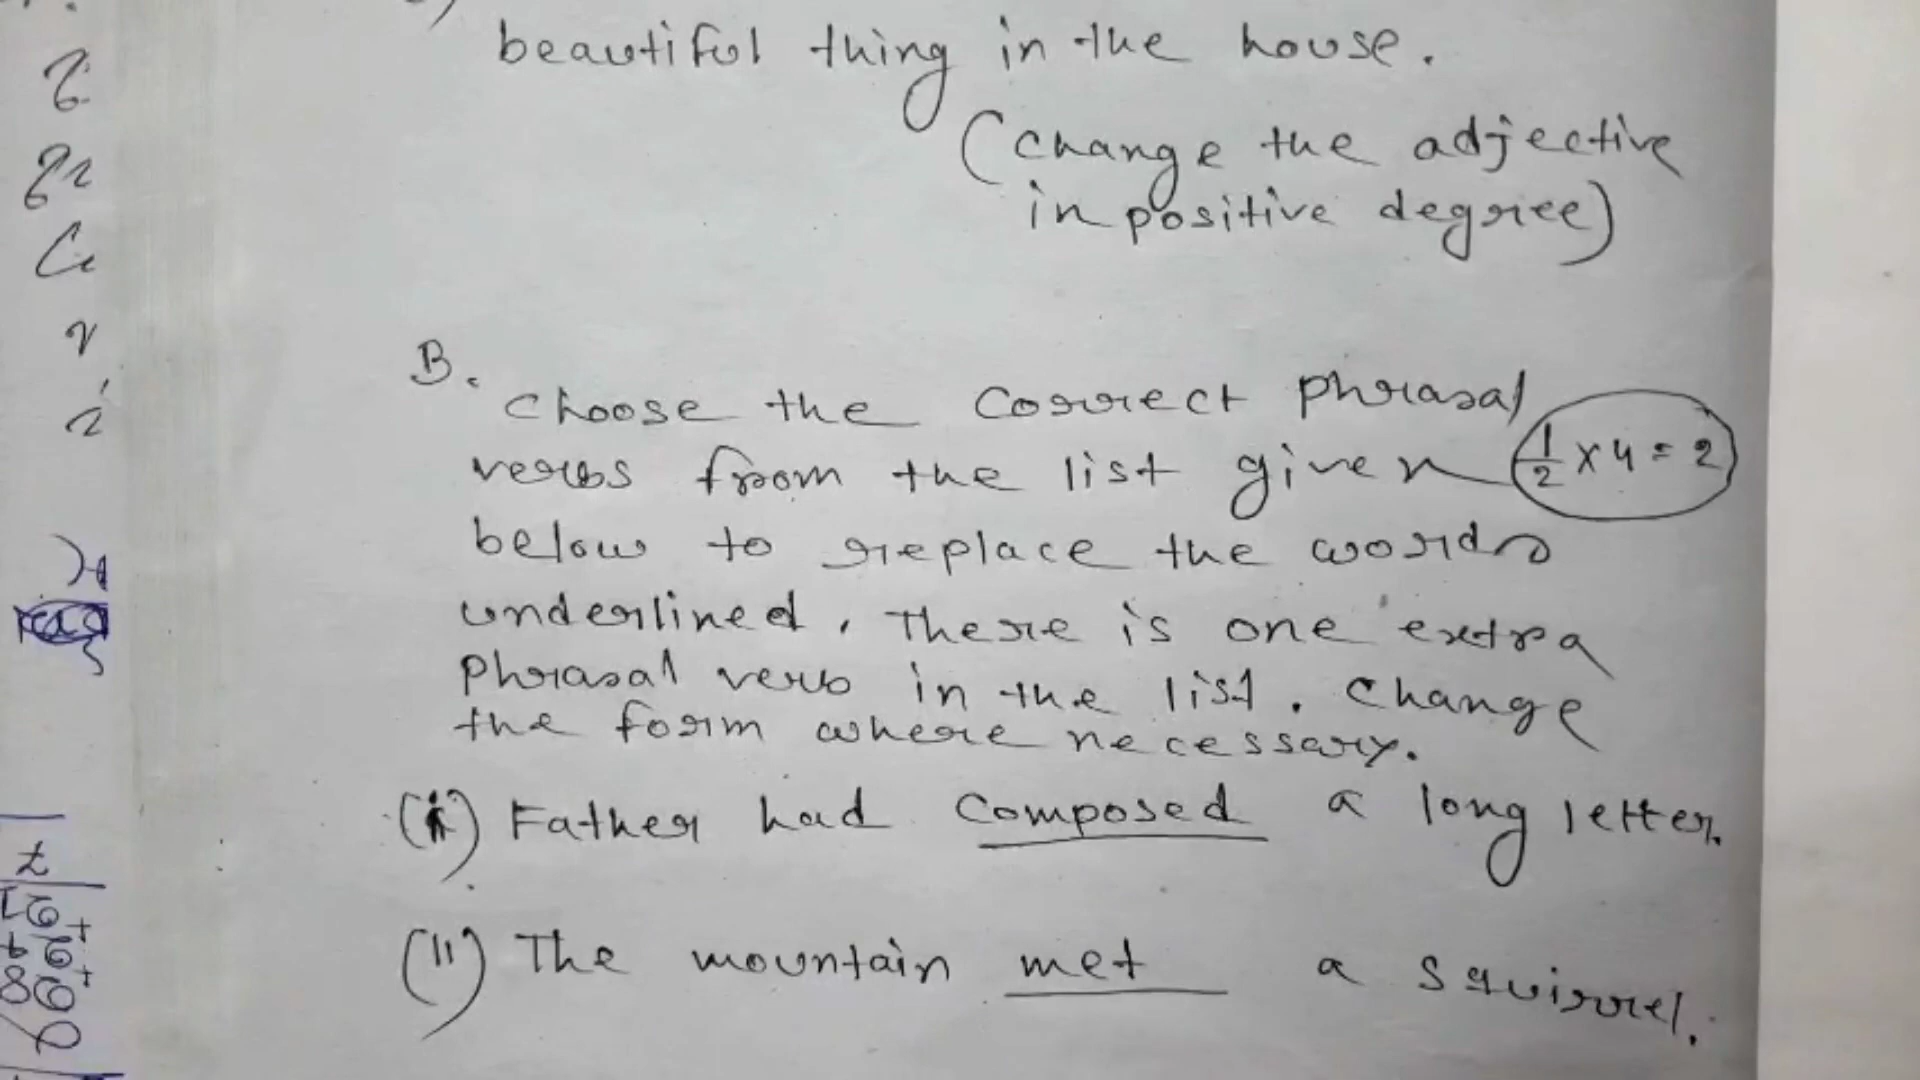 beautiful thing in the house.
(change the adjective
in positive degree)
B.
choose the correct phrasal
verbs from the list given 1/2 x 4 = 2
below to replace the words
underlined. There is one extra
phrasal verb in the list. Change
the form where necessary.
(i) Father had composed a long letter.
(ii) The mountain met a squirrel.